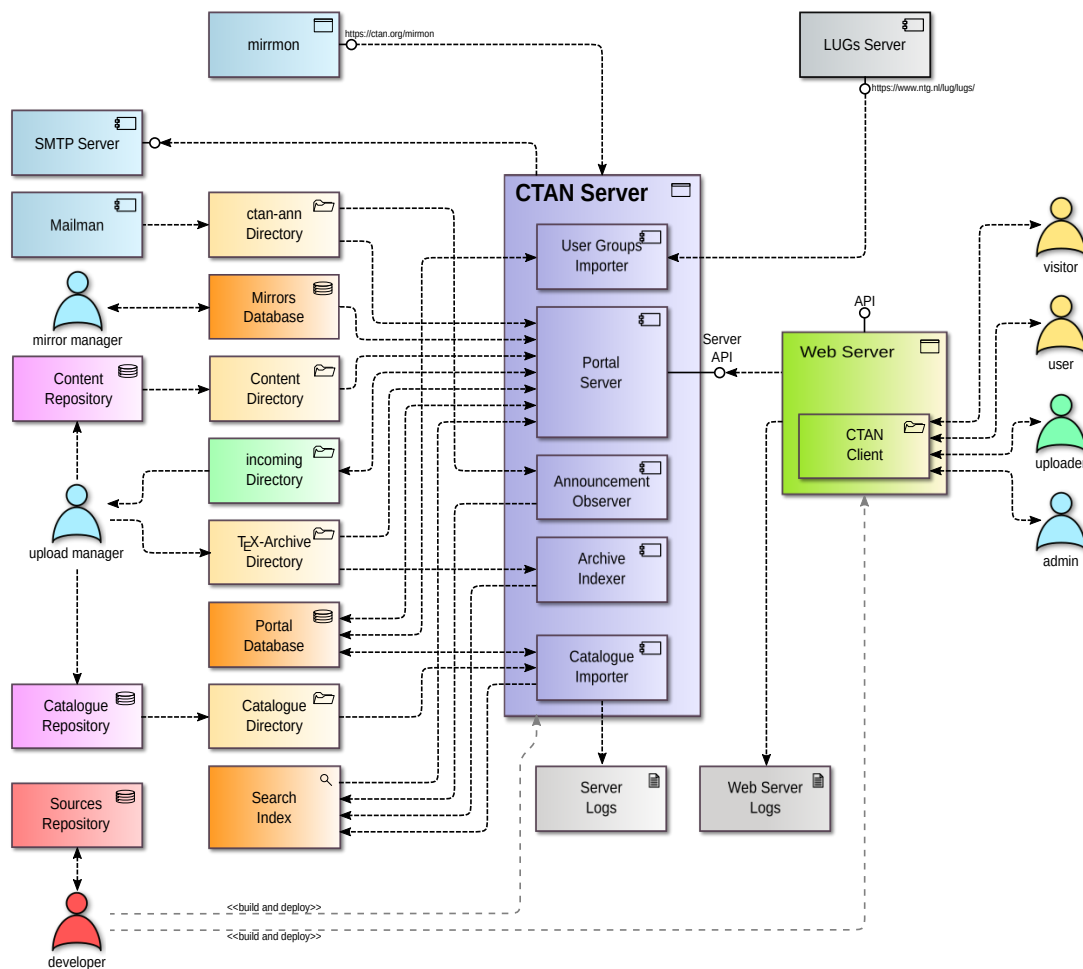 mirrmon
https://ctan.org/mirmon
LUGs Server
https://www.ntg.nl/lug/lugs/
SMTP Server
CTAN Server
Mailman
ctan-ann
Directory
User Groups
Importer
visitor
mirror manager
Mirrors
Database
Portal
Server
Server
API
API
Web Server
user
Content
Repository
Content
Directory
CTAN
Client
uploader
incoming
Directory
Announcement
Observer
upload manager
TEX-Archive
Directory
Archive
Indexer
admin
Portal
Database
Catalogue
Importer
Catalogue
Repository
Catalogue
Directory
Sources
Repository
Search
Index
Server
Logs
Web Server
Logs
<<build and deploy>>
<<build and deploy>>
developer